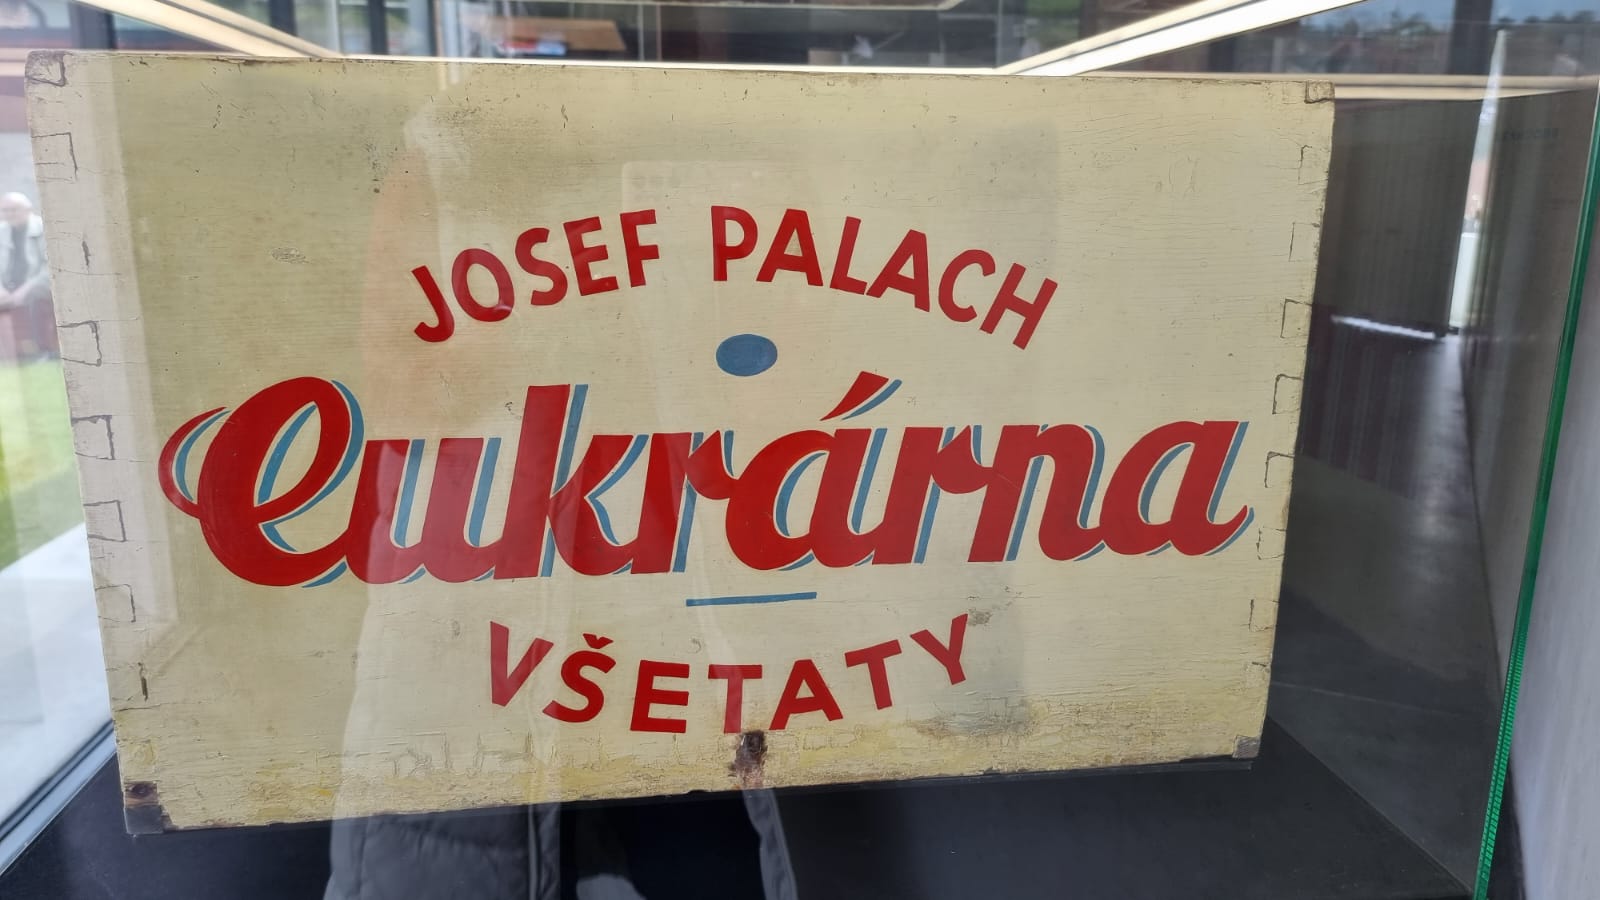 JOSEF PALACH
Cukrárna
VŠETATY